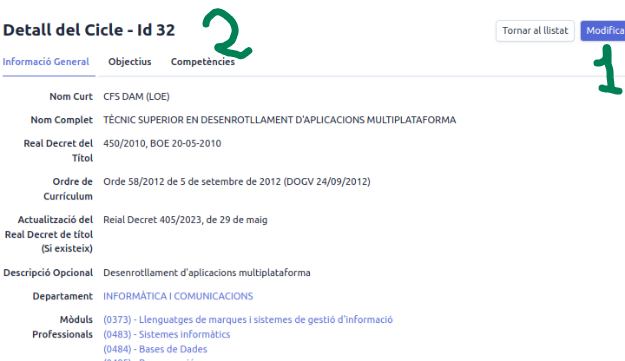 Detall del Cicle - Id 32
2
Tornar al llistat
Modifica
1
Informació General
Objectius
Competències
Nom Curt CFS DAM (LOE)
Nom Complet TÈCNIC SUPERIOR EN DESENROTLLAMENT D'APLICACIONS MULTIPLATAFORMA
Real Decret del 450/2010, BOE 20-05-2010
Títol
Ordre de Orde 58/2012 de 5 de setembre de 2012 (DOGV 24/09/2012)
Currículum
Actualització del Reial Decret 405/2023, de 29 de maig
Real Decret de títol
(Si existeix)
Descripció Opcional Desenrotllament d'aplicacions multiplataforma
Departament INFORMÀTICA I COMUNICACIONS
Mòduls (0373) - Llenguatges de marques i sistemes de gestió d'informació
Professionals (0483) - Sistemes informàtics
(0484) - Bases de Dades